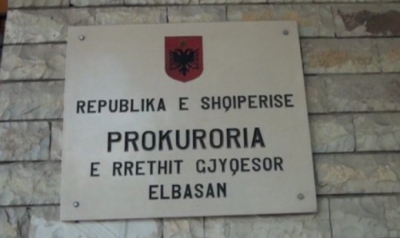 REPUBLIKA E SHQIPERISE
PROKURORIA
E RRETHIT GJYQESOR
ELBASAN